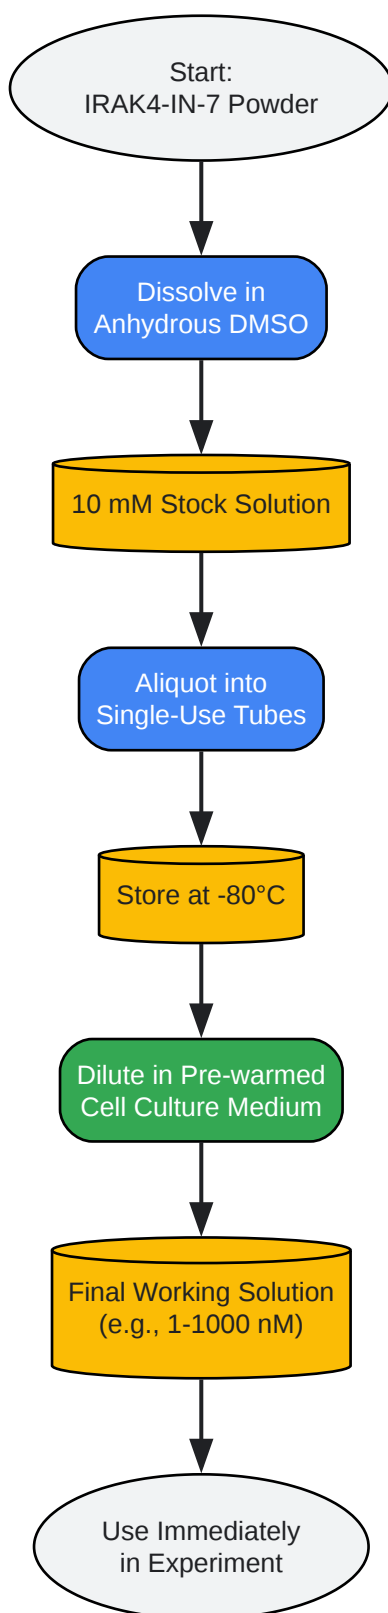 Start:
IRAK4-IN-7 Powder
Dissolve in
Anhydrous DMSO
10 mM Stock Solution
Aliquot into
Single-Use Tubes
Store at -80°C
Dilute in Pre-warmed
Cell Culture Medium
Final Working Solution
(e.g., 1-1000 nM)
Use Immediately
in Experiment